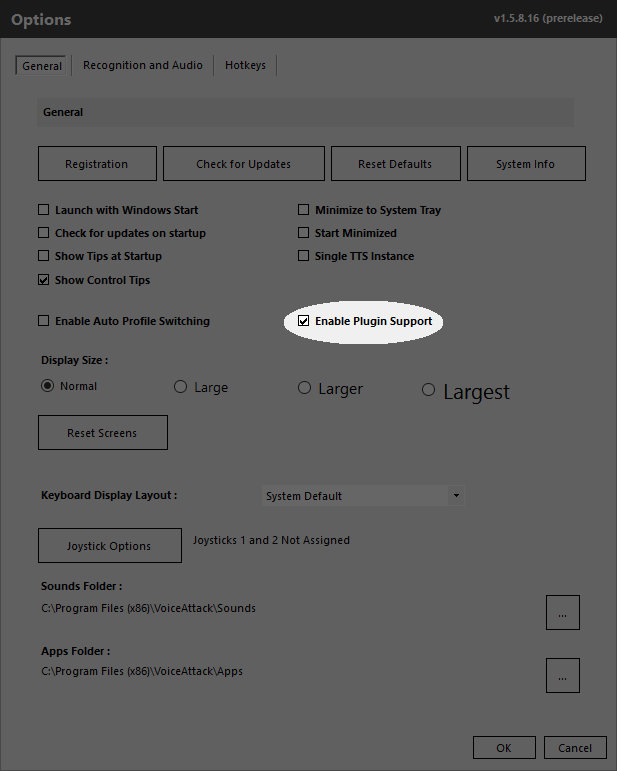 Options
v1.5.8.16 (prerelease)
General
Recognition and Audio
Hotkeys
General
Registration
Check for Updates
Reset Defaults
System Info
Launch with Windows Start
Minimize to System Tray
Check for updates on startup
Start Minimized
Show Tips at Startup
Single TTS Instance
Show Control Tips
Enable Auto Profile Switching
Enable Plugin Support
Display Size :
Normal
Large
Larger
Largest
Reset Screens
Keyboard Display Layout :
System Default
Joystick Options
Joysticks 1 and 2 Not Assigned
Sounds Folder :
C:\Program Files (x86)\VoiceAttack\Sounds
...
Apps Folder :
C:\Program Files (x86)\VoiceAttack\Apps
...
OK
Cancel